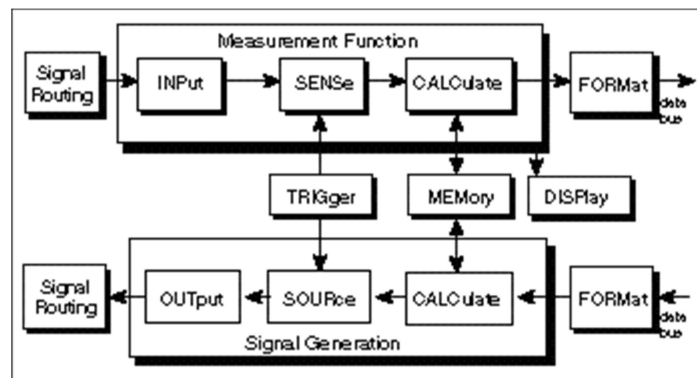 Measurement Function
Signal
Routing
INPut
SENSe
CALCulate
FORMat
data
bus
TRIGger
MEMory
DISPlay
Signal
Routing
OUTput
SOURce
CALCulate
FORMat
data
bus
Signal Generation